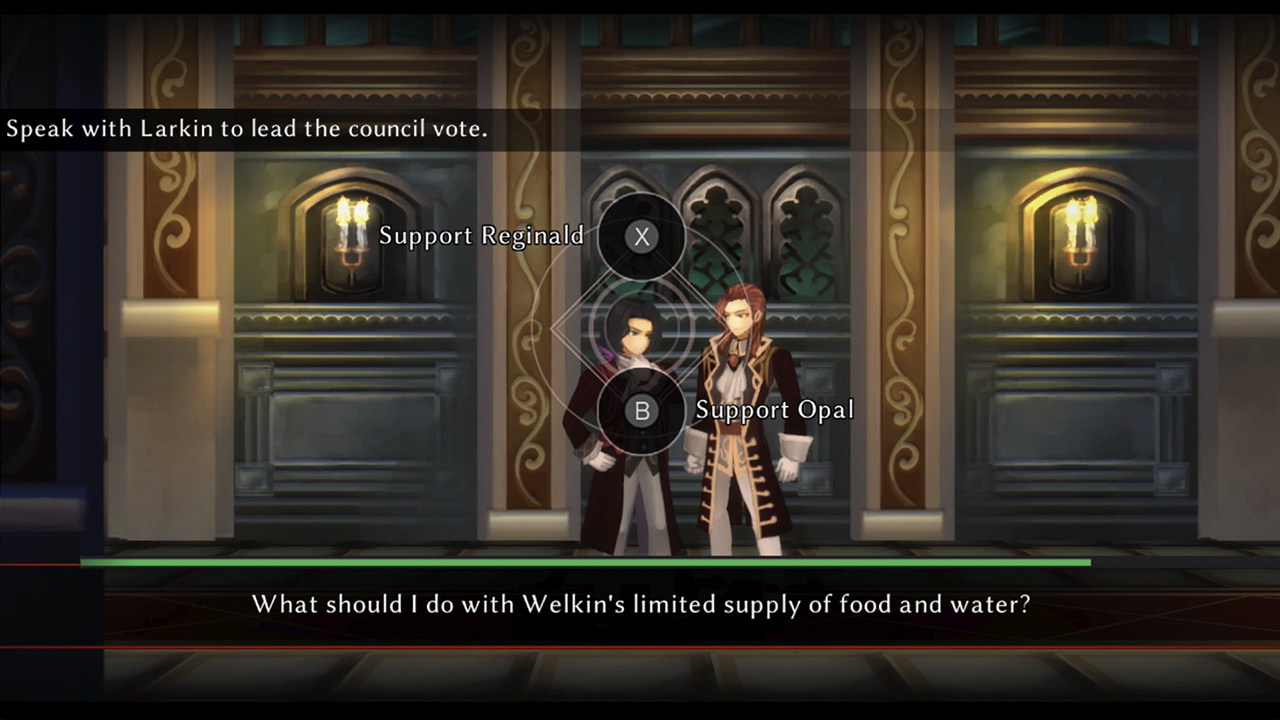 Speak with Larkin to lead the council vote.
Support Reginald
X
B
Support Opal
What should I do with Welkin's limited supply of food and water?